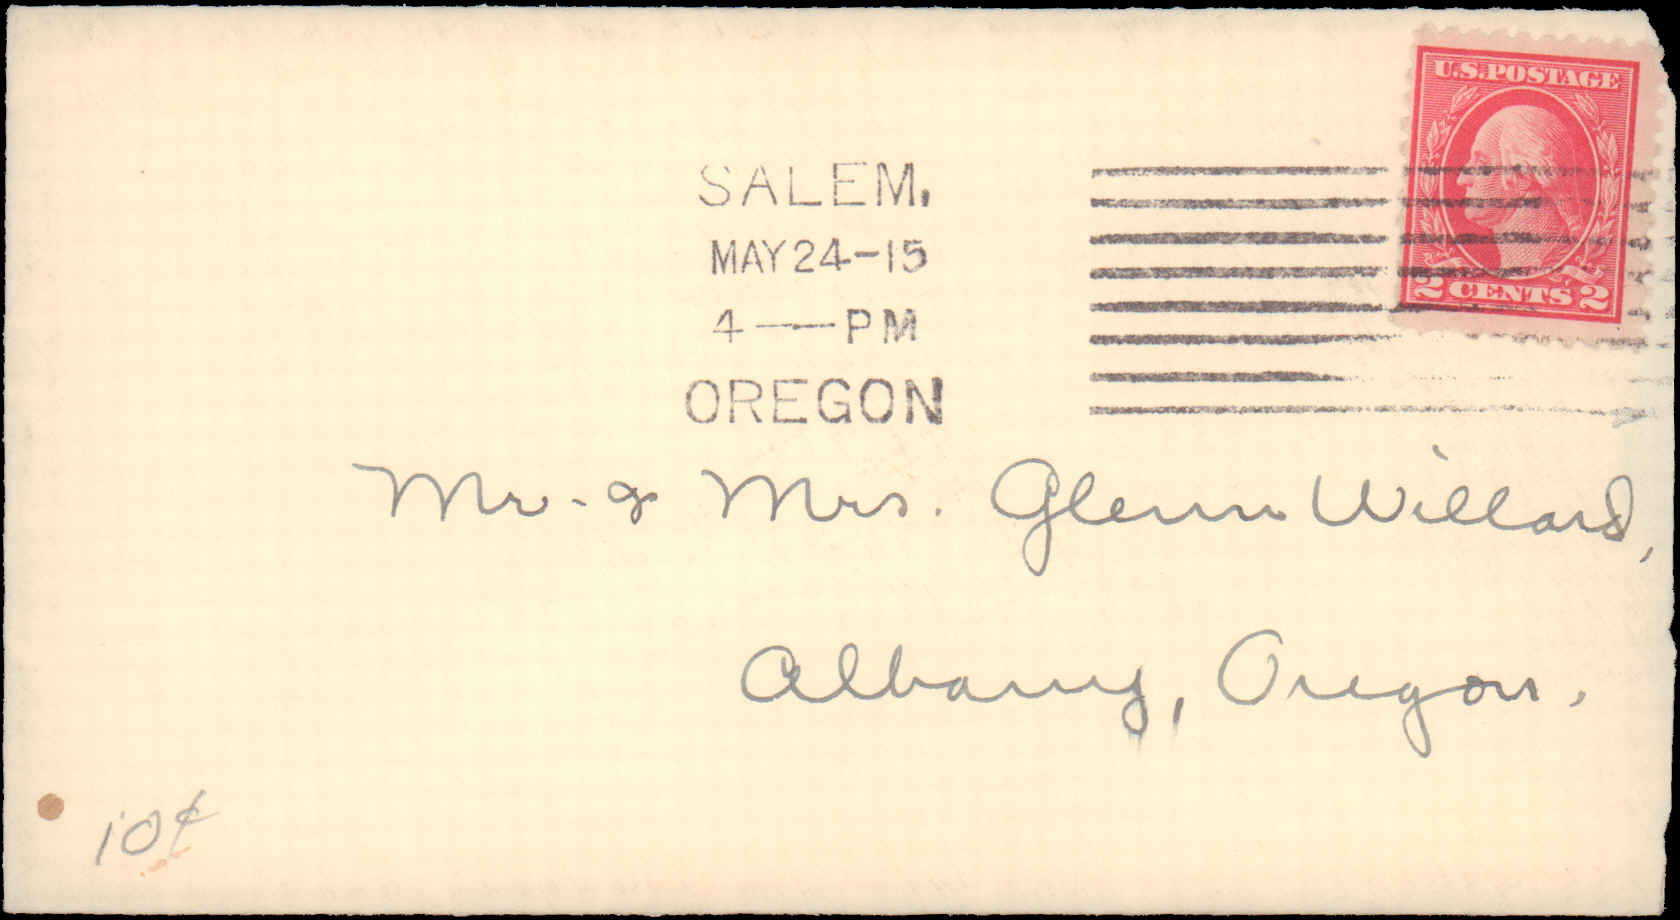 U.S. POSTAGE
2 CENTS 2
SALEM,
MAY 24-15
4——PM
OREGON
Mr. & Mrs. Glenn Willard,
Albany, Oregon.
10¢